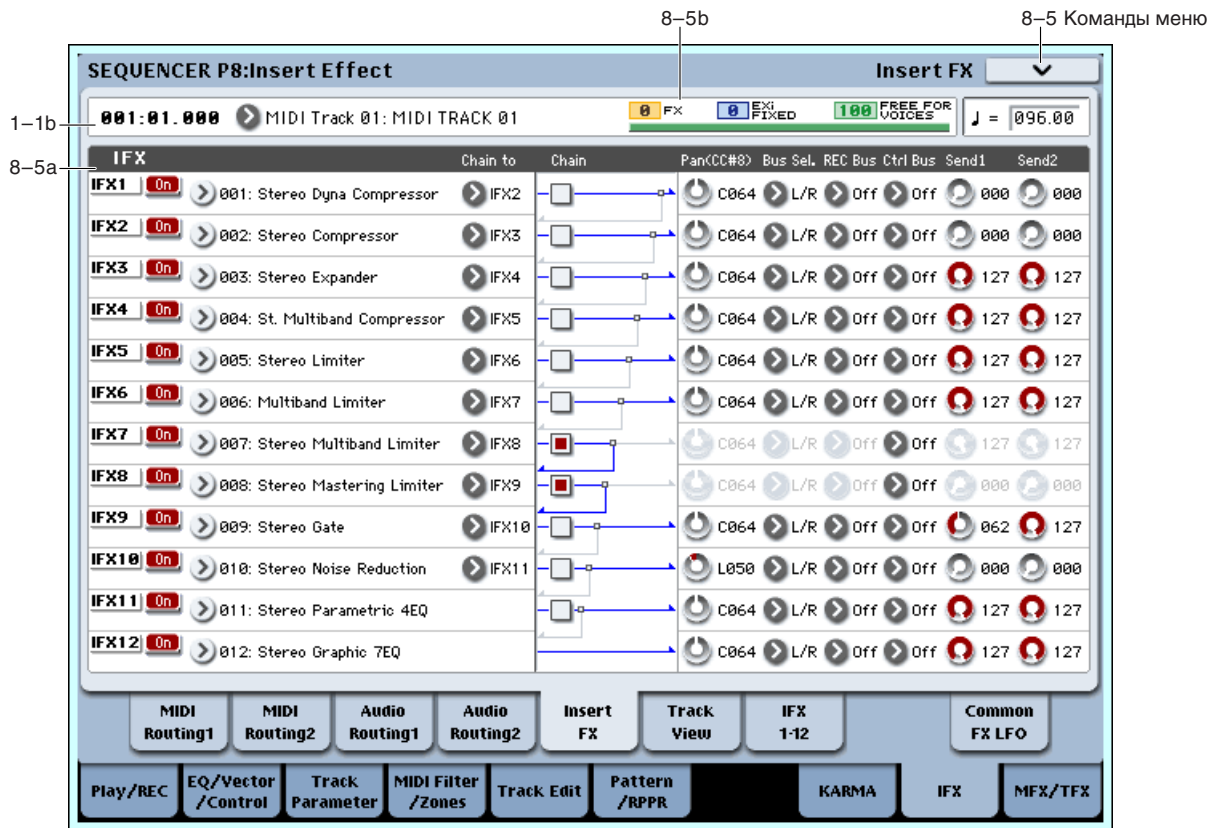 8–5b
8–5 Команды меню
SEQUENCER P8:Insert Effect
Insert FX
1–1b
001:01.000 MIDI Track 01: MIDI TRACK 01
0 FX 0 EXi FIXED 100 FREE FOR VOICES
♩ = 096.00
8–5a
IFX Chain to Chain Pan(CC#8) Bus Sel. REC Bus Ctrl Bus Send1 Send2
IFX1 On 001: Stereo Dyna Compressor IFX2 C064 L/R Off Off 000 000
IFX2 On 002: Stereo Compressor IFX3 C064 L/R Off Off 000 000
IFX3 On 003: Stereo Expander IFX4 C064 L/R Off Off 127 127
IFX4 On 004: St. Multiband Compressor IFX5 C064 L/R Off Off 127 127
IFX5 On 005: Stereo Limiter IFX6 C064 L/R Off Off 127 127
IFX6 On 006: Multiband Limiter IFX7 C064 L/R Off Off 127 127
IFX7 On 007: Stereo Multiband Limiter IFX8 C064 L/R Off Off 127 127
IFX8 On 008: Stereo Mastering Limiter IFX9 C064 L/R Off Off 000 000
IFX9 On 009: Stereo Gate IFX10 C064 L/R Off Off 062 127
IFX10 On 010: Stereo Noise Reduction IFX11 L050 L/R Off Off 000 000
IFX11 On 011: Stereo Parametric 4EQ C064 L/R Off Off 127 127
IFX12 On 012: Stereo Graphic 7EQ C064 L/R Off Off 127 127
MIDI Routing1
MIDI Routing2
Audio Routing1
Audio Routing2
Insert FX
Track View
IFX 1-12
Common FX LFO
Play/REC
EQ/Vector /Control
Track Parameter
MIDI Filter /Zones
Track Edit
Pattern /RPPR
KARMA
IFX
MFX/TFX